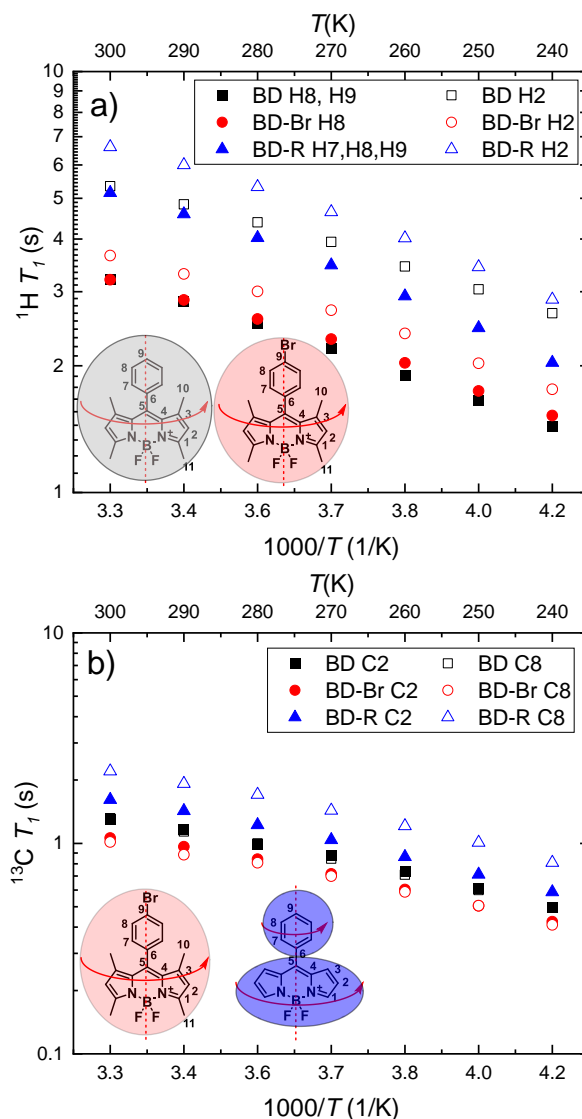 T(K)
300 290 280 270 260 250 240
a)
BD H8, H9 BD H2
BD-Br H8 BD-Br H2
BD-R H7,H8,H9 BD-R H2
10
9
8
7
6
5
4
3
2
1
¹H T₁ (s)
Br
9 9
8 8
7 7
6 6
10 10
5 5
4 4
3 3
2 2
N B N+ N B N+
1 1
F F F F
11 11
3.3 3.4 3.6 3.7 3.8 4.0 4.2
1000/T (1/K)
T(K)
300 290 280 270 260 250 240
b)
BD C2 BD C8
BD-Br C2 BD-Br C8
BD-R C2 BD-R C8
10
1
0.1
¹³C T₁ (s)
Br
9 9
8 8
7 7
6 6
10
5 5
4 4
3 3
2 2
N B N+ N B N+
1 1
F F F F
11
3.3 3.4 3.6 3.7 3.8 4.0 4.2
1000/T (1/K)